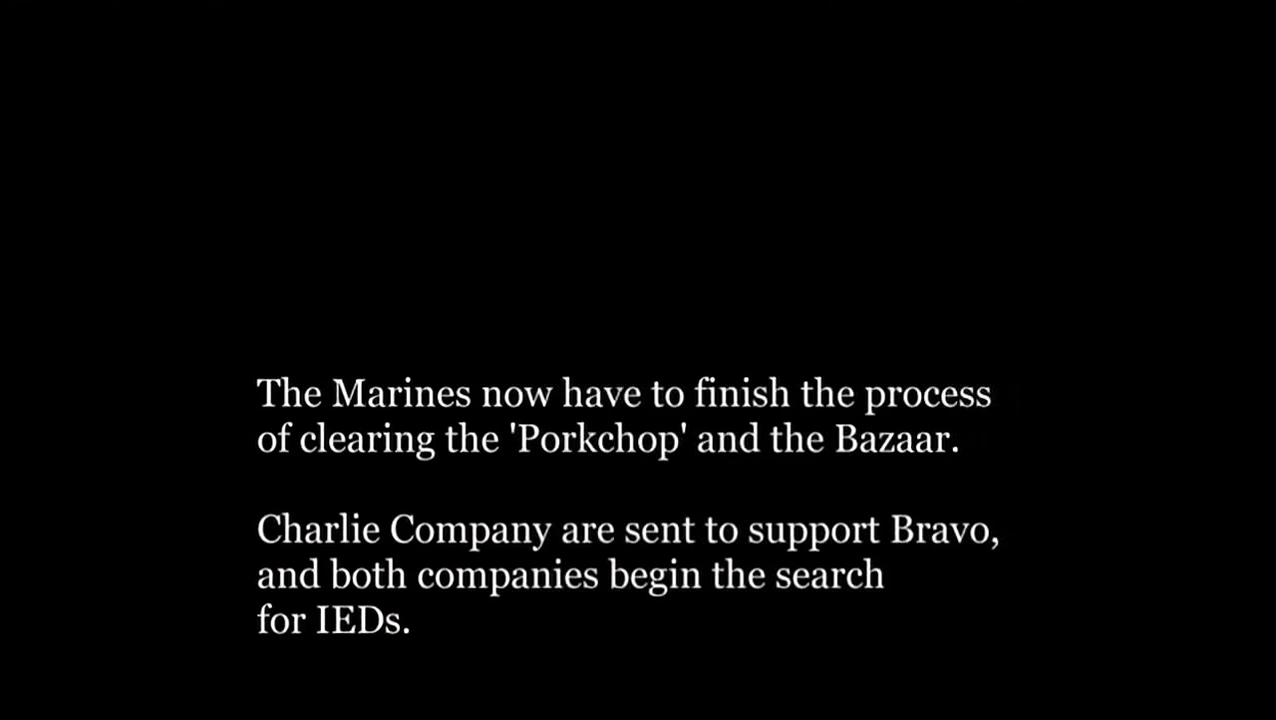 The Marines now have to finish the process
of clearing the 'Porkchop' and the Bazaar.
Charlie Company are sent to support Bravo,
and both companies begin the search
for IEDs.